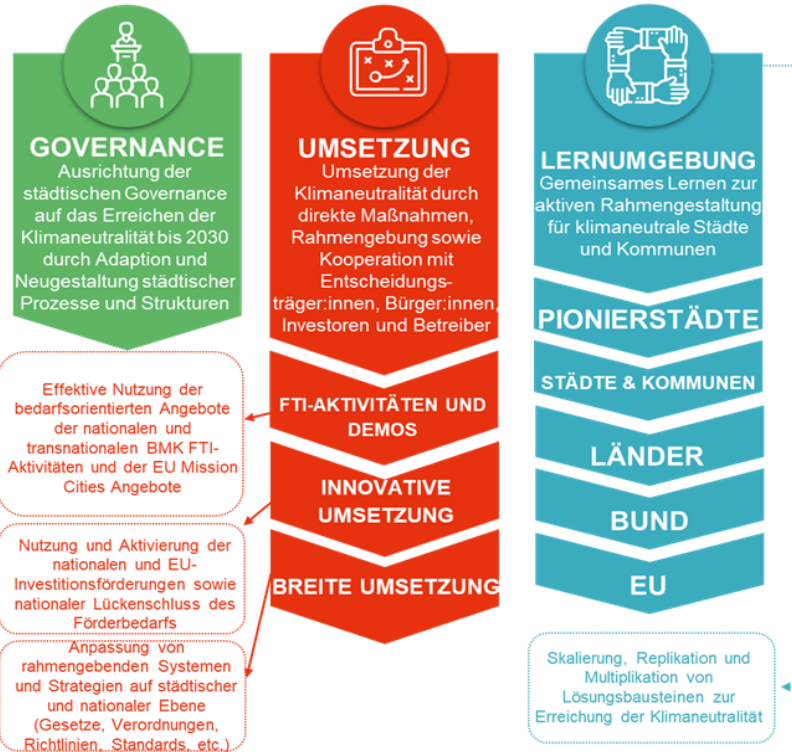 GOVERNANCE
Ausrichtung der
städtischen Governance
auf das Erreichen der
Klimaneutralität bis 2030
durch Adaption und
Neugestaltung städtischer
Prozesse und Strukturen
UMSETZUNG
Umsetzung der
Klimaneutralität durch
direkte Maßnahmen,
Rahmengebung sowie
Kooperation mit
Entscheidungs-
träger:innen, Bürger:innen,
Investoren und Betreiber
LERNUMGEBUNG
Gemeinsames Lernen zur
aktiven Rahmengestaltung
für klimaneutrale Städte
und Kommunen
PIONIERSTÄDTE
STÄDTE & KOMMUNEN
LÄNDER
BUND
EU
FTI-AKTIVITÄTEN UND
DEMOS
INNOVATIVE
UMSETZUNG
BREITE UMSETZUNG
Effektive Nutzung der
bedarfsorientierten Angebote
der nationalen und
transnationalen BMK FTI-
Aktivitäten und der EU Mission
Cities Angebote
Nutzung und Aktivierung der
nationalen und EU-
Investitionsförderungen sowie
nationaler Lückenschluss des
Förderbedarfs
Anpassung von
rahmengebenden Systemen
und Strategien auf städtischer
und nationaler Ebene
(Gesetze, Verordnungen,
Richtlinien, Standards, etc.)
Skalierung, Replikation und
Multiplikation von
Lösungsbausteinen zur
Erreichung der Klimaneutralität